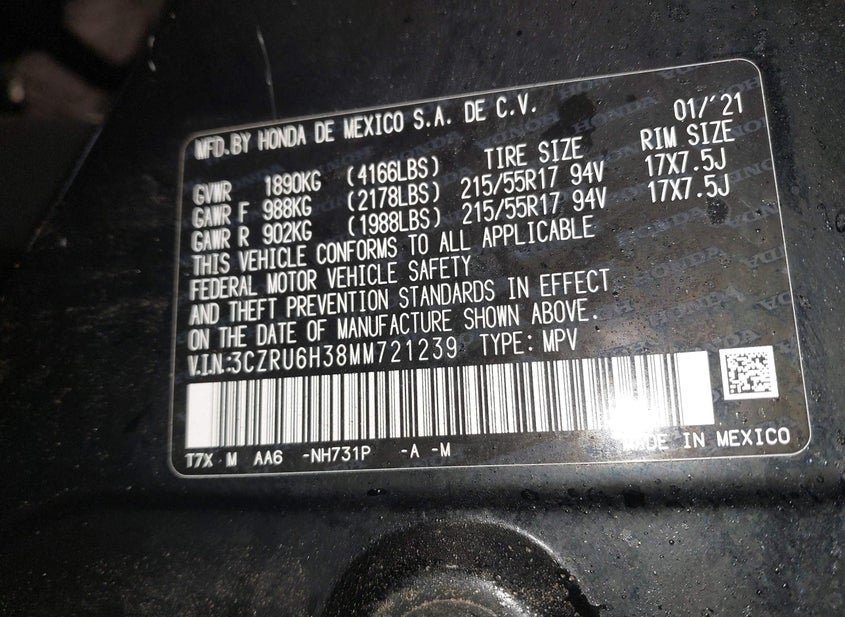 MFD.BY HONDA DE MEXICO S.A. DE C.V. 01/'21
TIRE SIZE RIM SIZE
GVWR 1890KG (4166LBS)
GAWR F 988KG (2178LBS) 215/55R17 94V 17X7.5J
GAWR R 902KG (1988LBS) 215/55R17 94V 17X7.5J
THIS VEHICLE CONFORMS TO ALL APPLICABLE
FEDERAL MOTOR VEHICLE SAFETY
AND THEFT PREVENTION STANDARDS IN EFFECT
ON THE DATE OF MANUFACTURE SHOWN ABOVE.
V.I.N.:3CZRU6H38MM721239 TYPE: MPV
T7X M AA6 -NH731P -A -M MADE IN MEXICO